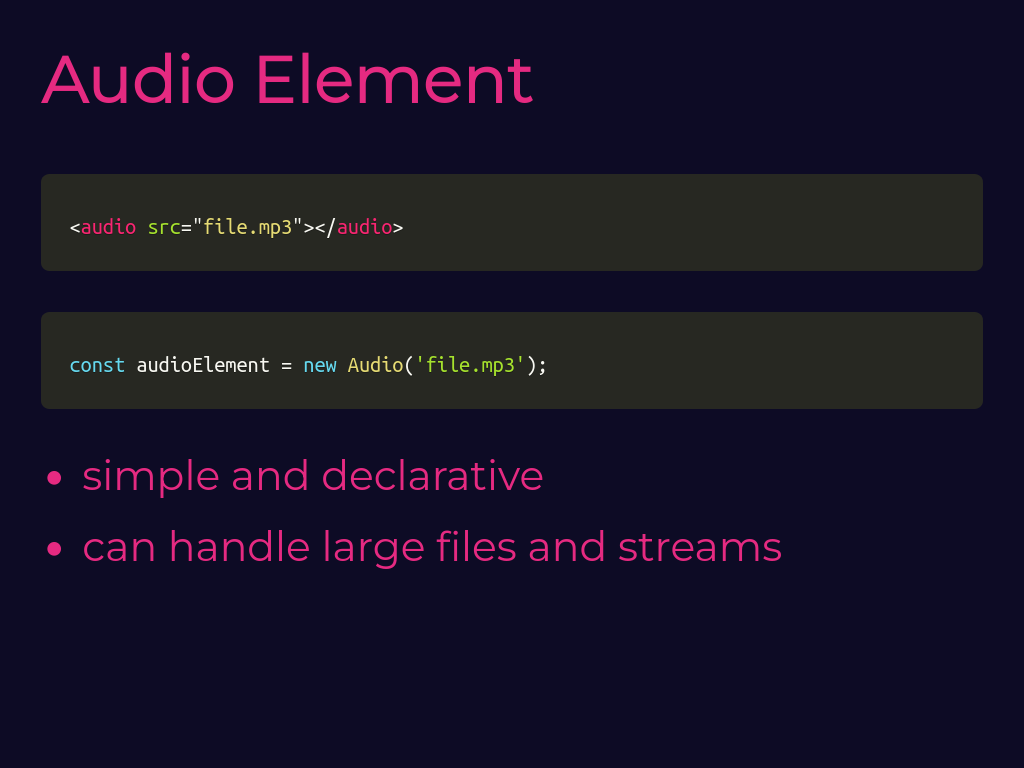 Audio Element
<audio src="file.mp3"></audio>
const audioElement = new Audio('file.mp3');
• simple and declarative
• can handle large files and streams